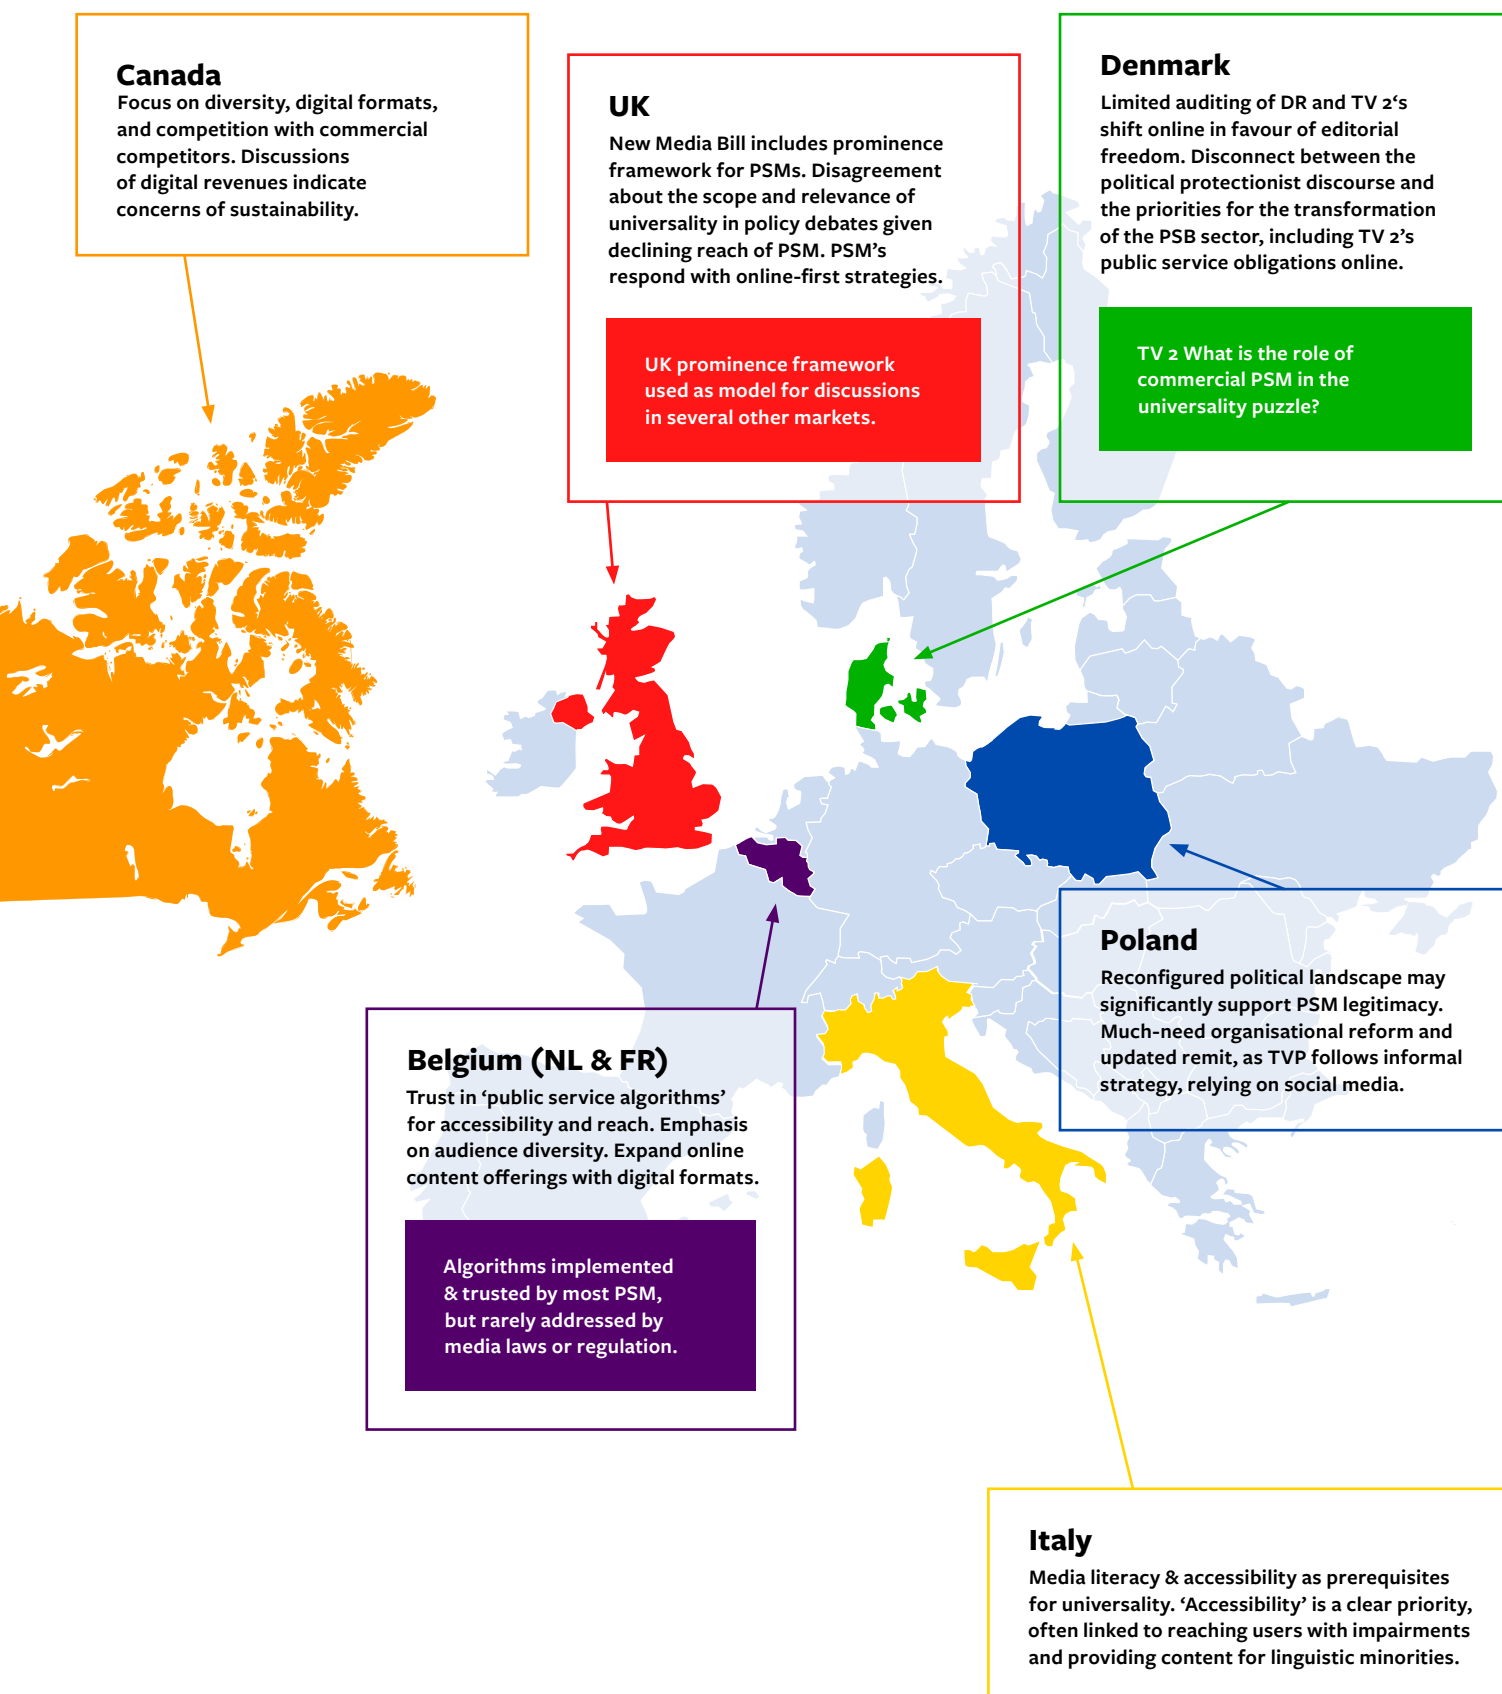 Canada
Focus on diversity, digital formats,
and competition with commercial
competitors. Discussions
of digital revenues indicate
concerns of sustainability.
UK
New Media Bill includes prominence
framework for PSMs. Disagreement
about the scope and relevance of
universality in policy debates given
declining reach of PSM. PSM’s
respond with online-first strategies.
UK prominence framework
used as model for discussions
in several other markets.
Denmark
Limited auditing of DR and TV 2‘s
shift online in favour of editorial
freedom. Disconnect between the
political protectionist discourse and
the priorities for the transformation
of the PSB sector, including TV 2’s
public service obligations online.
TV 2 What is the role of
commercial PSM in the
universality puzzle?
Poland
Reconfigured political landscape may
significantly support PSM legitimacy.
Much-need organisational reform and
updated remit, as TVP follows informal
strategy, relying on social media.
Belgium (NL & FR)
Trust in ‘public service algorithms’
for accessibility and reach. Emphasis
on audience diversity. Expand online
content offerings with digital formats.
Algorithms implemented
& trusted by most PSM,
but rarely addressed by
media laws or regulation.
Italy
Media literacy & accessibility as prerequisites
for universality. ‘Accessibility’ is a clear priority,
often linked to reaching users with impairments
and providing content for linguistic minorities.